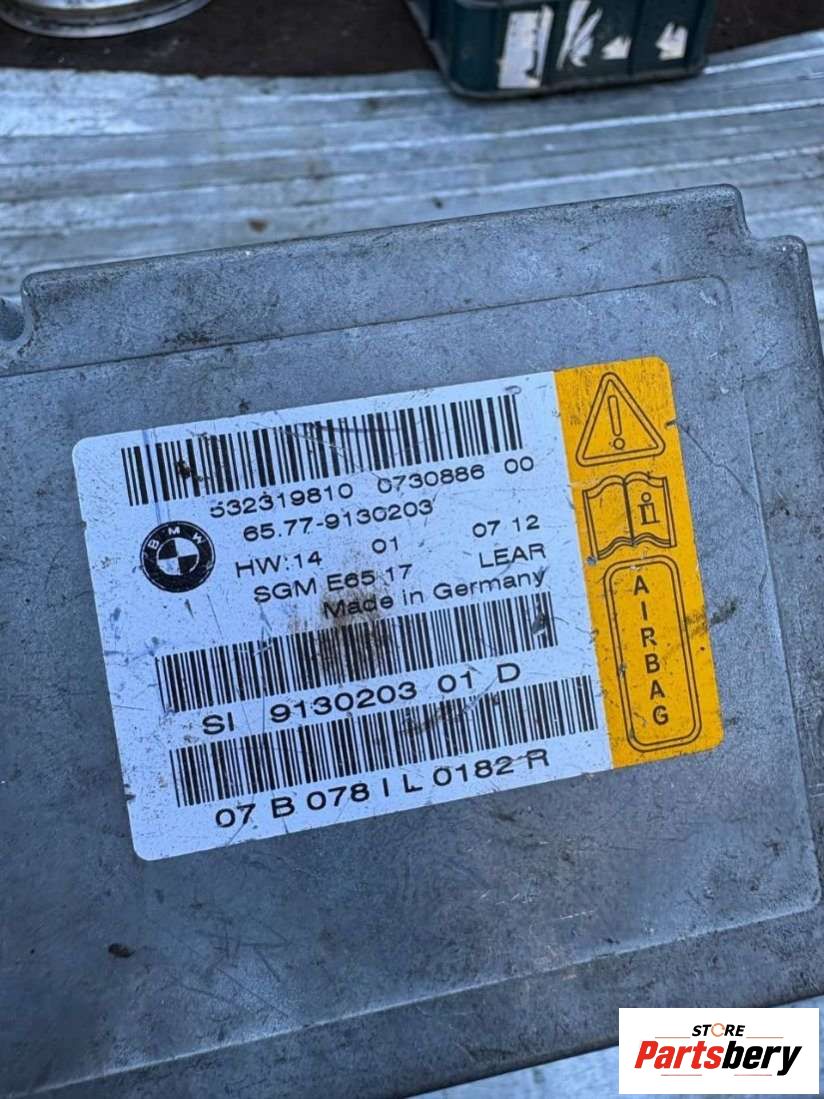 532319810 0730886 00
65.77-9130203
BMW
HW:14 01 07 12
SGM E65 17 LEAR
Made in Germany
SI 9130203 01 D
07 B 078 I L 0182 R
i
AIRBAG
STORE
Partsbery